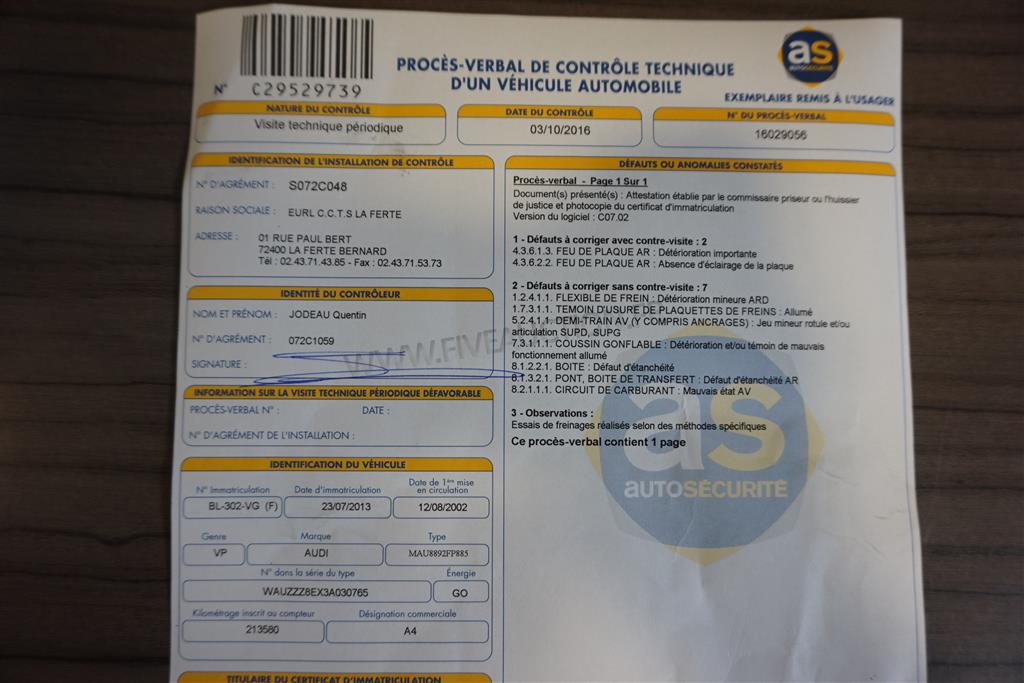 N° C29529739
PROCÈS-VERBAL DE CONTRÔLE TECHNIQUE
D'UN VÉHICULE AUTOMOBILE
as
AUTOSÉCURITÉ
EXEMPLAIRE REMIS À L'USAGER
NATURE DU CONTRÔLE
Visite technique périodique
DATE DU CONTRÔLE
03/10/2016
N° DU PROCÈS-VERBAL
16029056
IDENTIFICATION DE L'INSTALLATION DE CONTRÔLE
N° D'AGRÉMENT : S072C048
RAISON SOCIALE : EURL C.C.T.S LA FERTE
ADRESSE : 01 RUE PAUL BERT
72400 LA FERTE BERNARD
Tél : 02.43.71.43.85 - Fax : 02.43.71.53.73
IDENTITÉ DU CONTRÔLEUR
NOM ET PRÉNOM : JODEAU Quentin
N° D'AGRÉMENT : 072C1059
SIGNATURE :
INFORMATION SUR LA VISITE TECHNIQUE PÉRIODIQUE DÉFAVORABLE
PROCÈS-VERBAL N° : DATE :
N° D'AGRÉMENT DE L'INSTALLATION :
IDENTIFICATION DU VÉHICULE
N° Immatriculation Date d'immatriculation Date de 1ère mise
en circulation
BL-302-VG (F) 23/07/2013 12/08/2002
Genre Marque Type
VP AUDI MAU8892FP885
N° dans la série du type Énergie
WAUZZZ8EX3A030765 GO
Kilométrage inscrit au compteur Désignation commerciale
213580 A4
TITULAIRE DU CERTIFICAT D'IMMATRICULATION
DÉFAUTS OU ANOMALIES CONSTATÉS
Procès-verbal - Page 1 Sur 1
Document(s) présenté(s) : Attestation établie par le commissaire priseur ou l'huissier
de justice et photocopie du certificat d'immatriculation
Version du logiciel : C07.02
1 - Défauts à corriger avec contre-visite : 2
4.3.6.1.3. FEU DE PLAQUE AR : Détérioration importante
4.3.6.2.2. FEU DE PLAQUE AR : Absence d'éclairage de la plaque
2 - Défauts à corriger sans contre-visite : 7
1.2.4.1.1. FLEXIBLE DE FREIN : Détérioration mineure ARD
1.7.3.1.1. TEMOIN D'USURE DE PLAQUETTES DE FREINS : Allumé
5.2.4.1.1. DEMI-TRAIN AV (Y COMPRIS ANCRAGES) : Jeu mineur rotule et/ou
articulation SUPD, SUPG
7.3.1.1.1. COUSSIN GONFLABLE : Détérioration et/ou témoin de mauvais
fonctionnement allumé
8.1.2.2.1. BOITE : Défaut d'étanchéité
8.1.3.2.1. PONT, BOITE DE TRANSFERT : Défaut d'étanchéité AR
8.2.1.1.1. CIRCUIT DE CARBURANT : Mauvais état AV
3 - Observations :
Essais de freinages réalisés selon des méthodes spécifiques
Ce procès-verbal contient 1 page
as
AUTOSÉCURITÉ